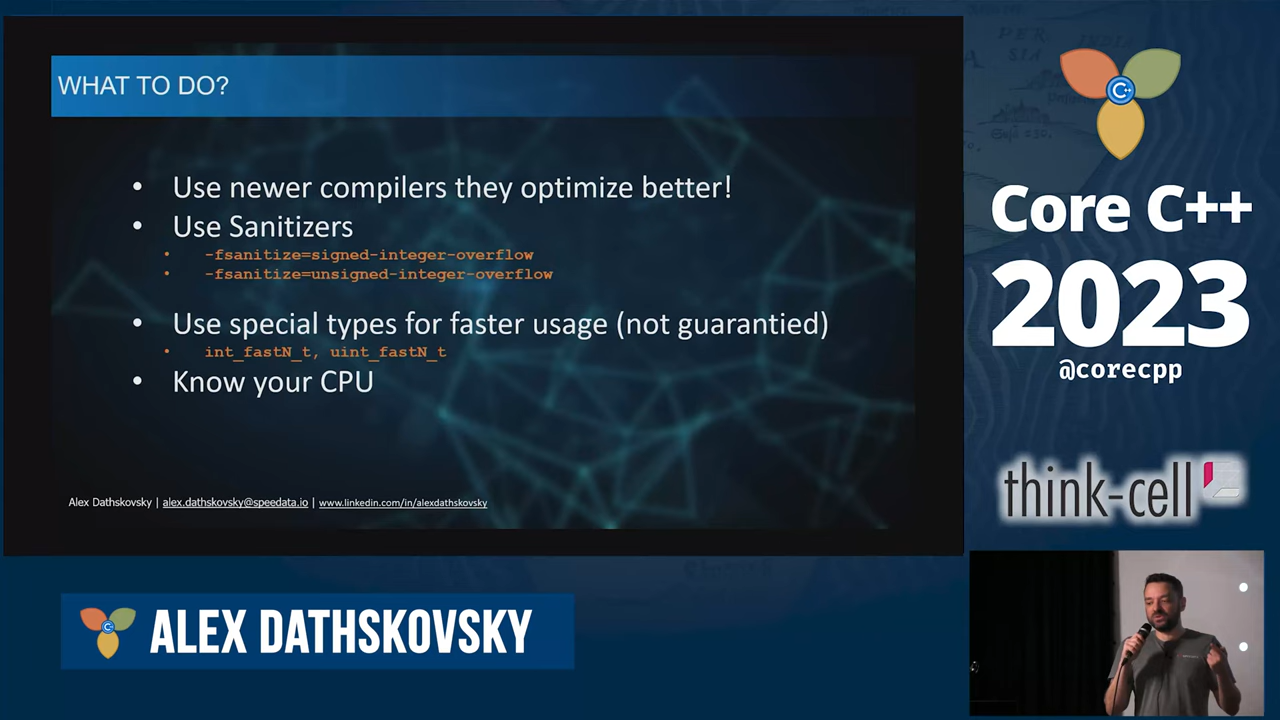 WHAT TO DO?
• Use newer compilers they optimize better!
• Use Sanitizers
• -fsanitize=signed-integer-overflow
• -fsanitize=unsigned-integer-overflow
• Use special types for faster usage (not guarantied)
• int_fastN_t, uint_fastN_t
• Know your CPU
Alex Dathskovsky | alex.dathskovsky@speedata.io | www.linkedin.com/in/alexdathskovsky
ALEX DATHSKOVSKY
C++
Core C++
2023
@corecpp
think-cell